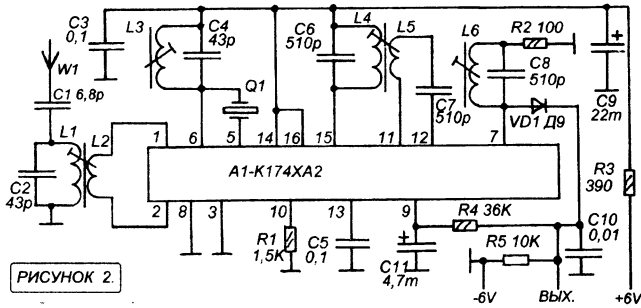 C3
0,1
L3
C4
43p
C6
510p
L4
L5
L6
R2 100
C8
510p
C9
22m
W1
C1 6,8p
Q1
C7
510p
VD1 Д9
L1
L2
C2
43p
1
6
5
14
16
15
11
12
7
A1-K174XA2
R3
390
2
8
3
10
13
9
R1
1,5K
C5
0,1
C11
4,7m
R4 36K
R5 10K
C10
0,01
РИСУНОК 2.
-6V
ВЫХ.
+6V